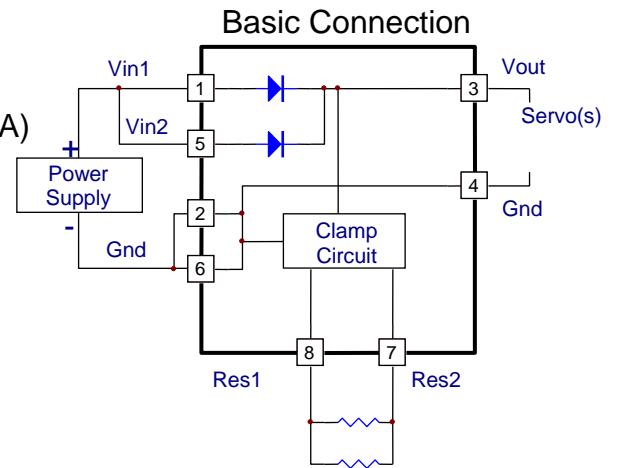 Basic Connection
Vin1
1
3
Vout
A)
Vin2
5
Servo(s)
+
Power
Supply
-
2
4
Gnd
Gnd
6
Clamp
Circuit
8
7
Res1
Res2